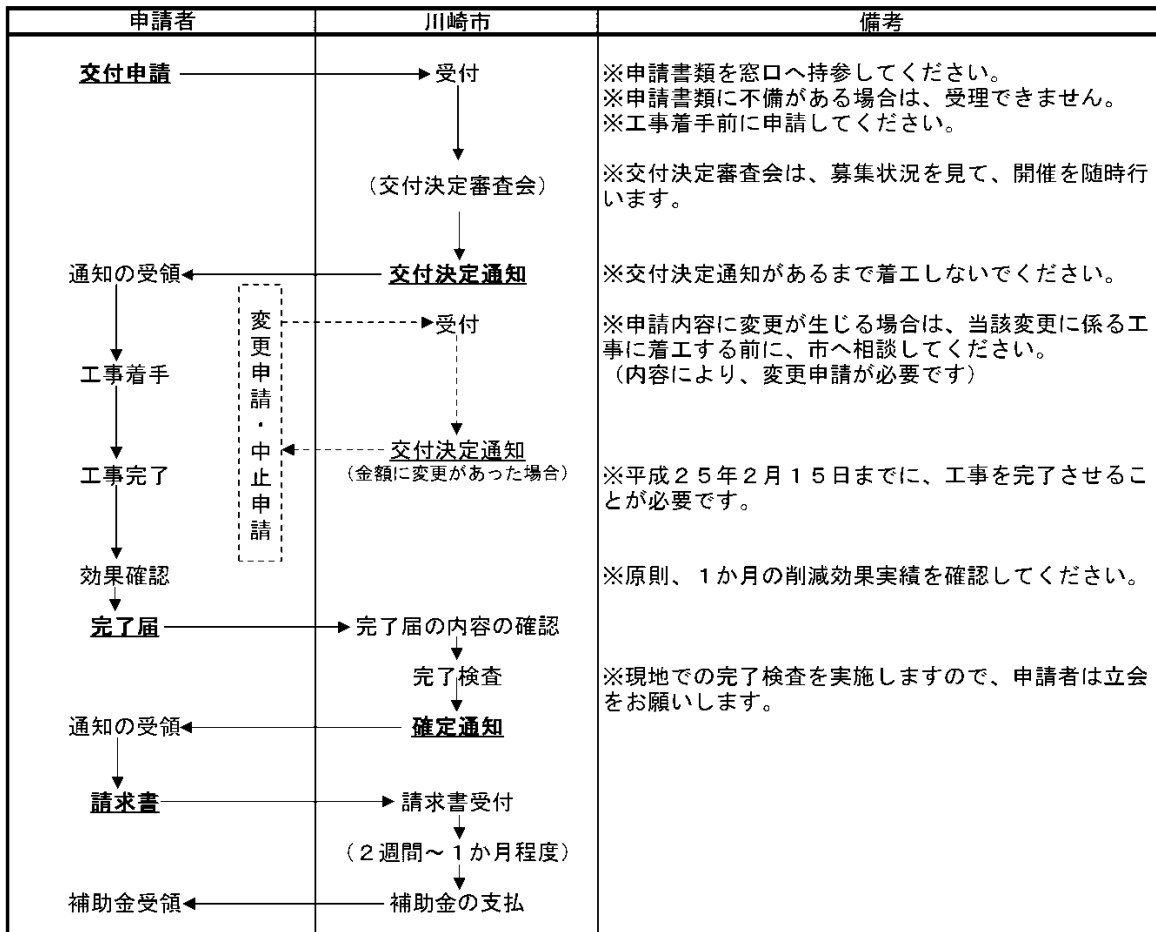 申請者
川崎市
備考
交付申請
受付
※申請書類を窓口へ持参してください。
※申請書類に不備がある場合は、受理できません。
※工事着手前に申請してください。
(交付決定審査会)
※交付決定審査会は、募集状況を見て、開催を随時行
います。
通知の受領
交付決定通知
※交付決定通知があるまで着工しないでください。
変更申請・中止申請
受付
※申請内容に変更が生じる場合は、当該変更に係る工
事に着工する前に、市へ相談してください。
(内容により、変更申請が必要です)
工事着手
交付決定通知
(金額に変更があった場合)
工事完了
※平成25年2月15日までに、工事を完了させるこ
とが必要です。
効果確認
※原則、1か月の削減効果実績を確認してください。
完了届
完了届の内容の確認
完了検査
※現地での完了検査を実施しますので、申請者は立会
をお願いします。
通知の受領
確定通知
請求書
請求書受付
(2週間~1か月程度)
補助金受領
補助金の支払